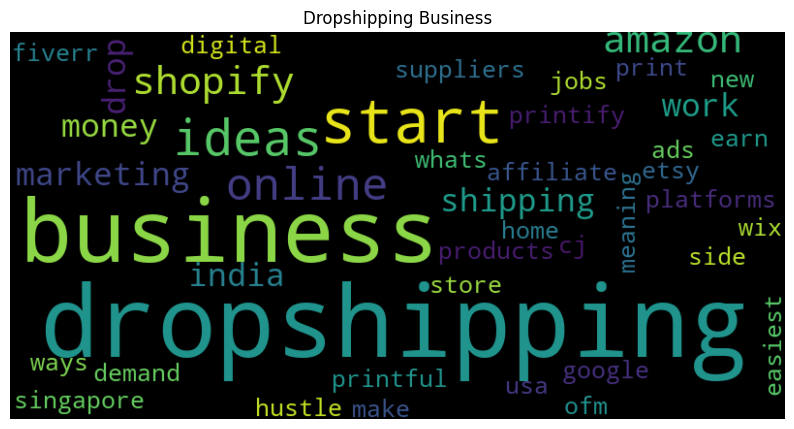 Dropshipping Business
fiverr drop digital suppliers amazon
shopify jobs print new
money ideas start printify work
ads earn
marketing online whats affiliate etsy
business shipping meaning platforms
home wix
india products cj side
dropshipping store
easiest
ways demand printful google
usa
singapore hustle make ofm